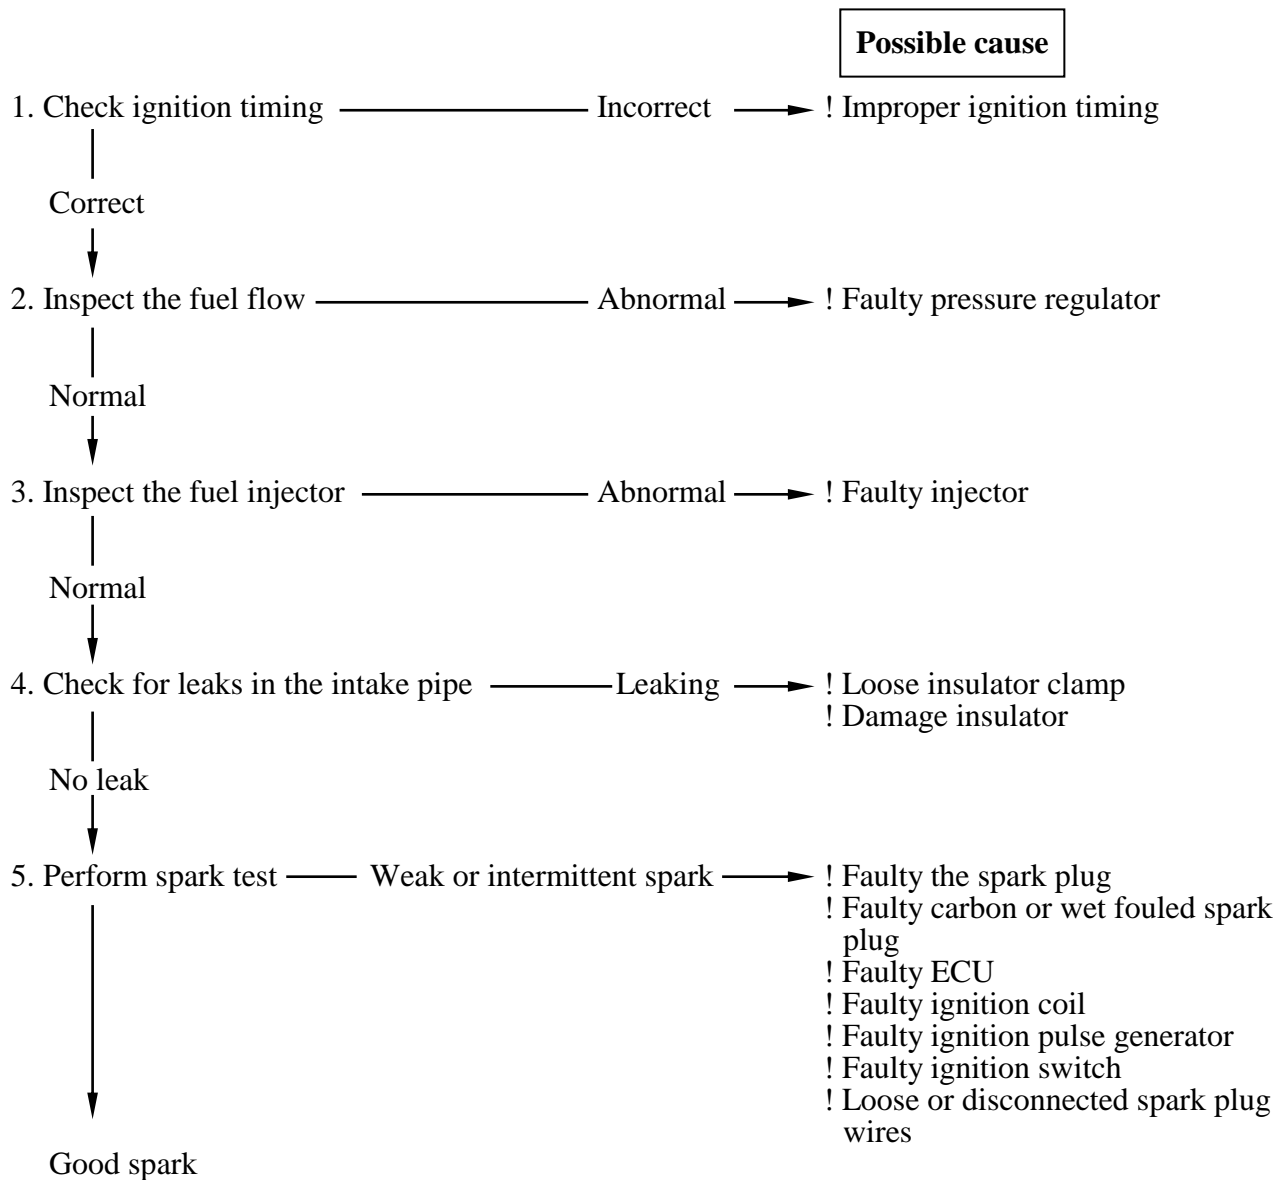 Possible cause
1. Check ignition timing Incorrect ! Improper ignition timing
Correct
2. Inspect the fuel flow Abnormal ! Faulty pressure regulator
Normal
3. Inspect the fuel injector Abnormal ! Faulty injector
Normal
4. Check for leaks in the intake pipe Leaking ! Loose insulator clamp
! Damage insulator
No leak
5. Perform spark test Weak or intermittent spark ! Faulty the spark plug
! Faulty carbon or wet fouled spark
plug
! Faulty ECU
! Faulty ignition coil
! Faulty ignition pulse generator
! Faulty ignition switch
! Loose or disconnected spark plug
wires
Good spark